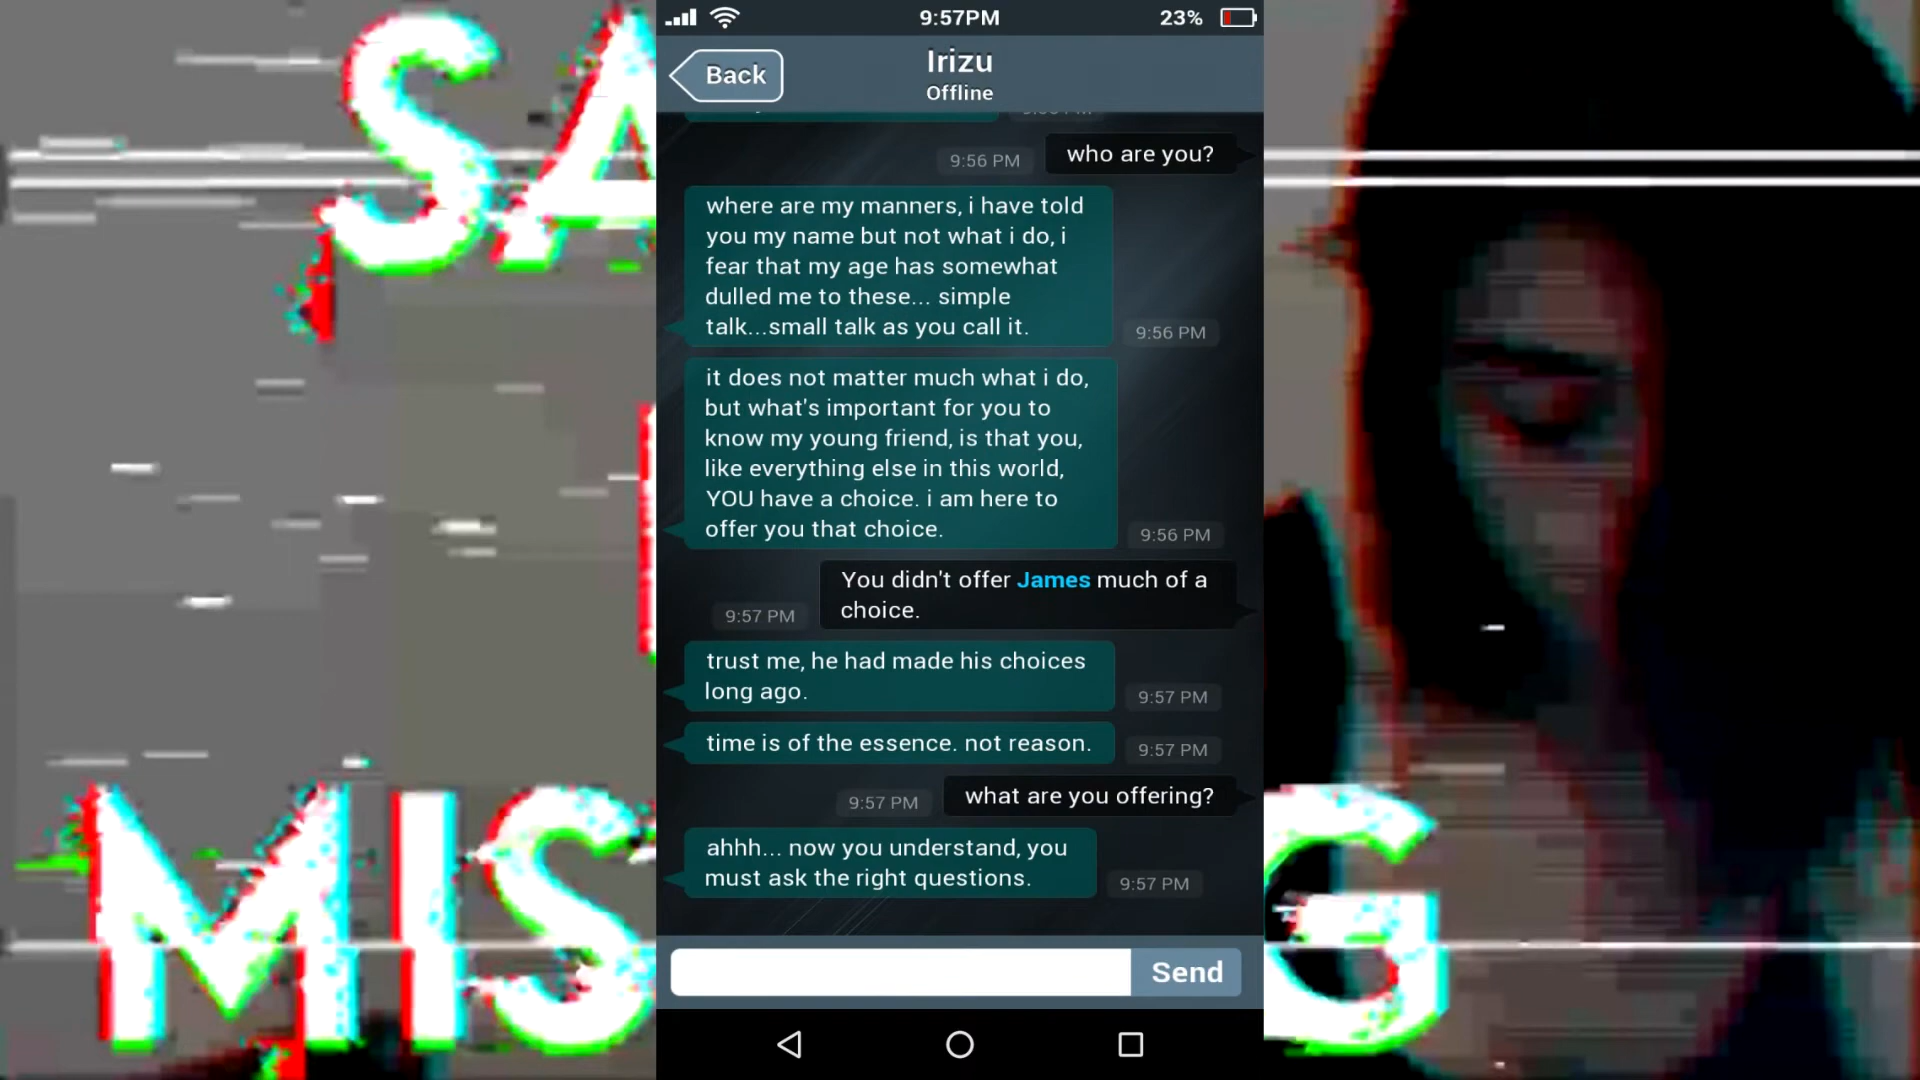 SA
MIS
G
9:57PM
23%
Back
Irizu
Offline
9:56 PM
who are you?
where are my manners, i have told
you my name but not what i do, i
fear that my age has somewhat
dulled me to these... simple
talk...small talk as you call it.
9:56 PM
it does not matter much what i do,
but what's important for you to
know my young friend, is that you,
like everything else in this world,
YOU have a choice. i am here to
offer you that choice.
9:56 PM
You didn't offer James much of a
choice.
9:57 PM
trust me, he had made his choices
long ago.
9:57 PM
time is of the essence. not reason.
9:57 PM
9:57 PM
what are you offering?
ahhh... now you understand, you
must ask the right questions.
9:57 PM
Send